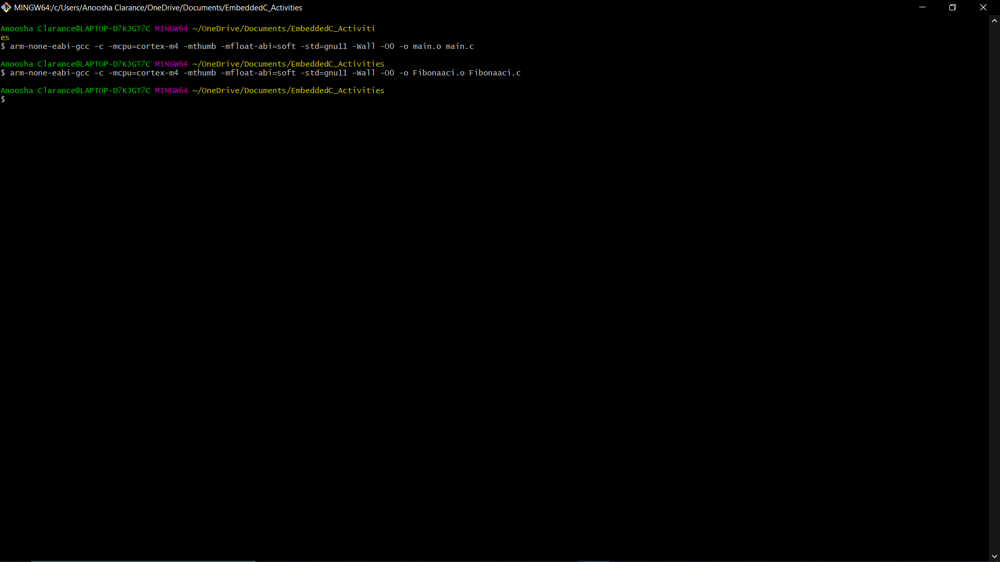 MINGW64:/c/Users/Anoosha Clarance/OneDrive/Documents/EmbeddedC_Activities
Anoosha Clarance@LAPTOP-D7KJGT7C MINGW64 ~/OneDrive/Documents/EmbeddedC_Activiti
es
$ arm-none-eabi-gcc -c -mcpu=cortex-m4 -mthumb -mfloat-abi=soft -std=gnu11 -Wall -O0 -o main.o main.c
Anoosha Clarance@LAPTOP-D7KJGT7C MINGW64 ~/OneDrive/Documents/EmbeddedC_Activities
$ arm-none-eabi-gcc -c -mcpu=cortex-m4 -mthumb -mfloat-abi=soft -std=gnu11 -Wall -O0 -o Fibonaaci.o Fibonaaci.c
Anoosha Clarance@LAPTOP-D7KJGT7C MINGW64 ~/OneDrive/Documents/EmbeddedC_Activities
$